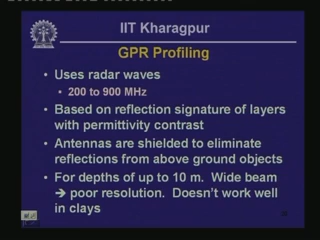 IIT Kharagpur
GPR Profiling
• Uses radar waves
• 200 to 900 MHz
• Based on reflection signature of layers
with permittivity contrast
• Antennas are shielded to eliminate
reflections from above ground objects
• For depths of up to 10 m. Wide beam
➔ poor resolution. Doesn't work well
in clays